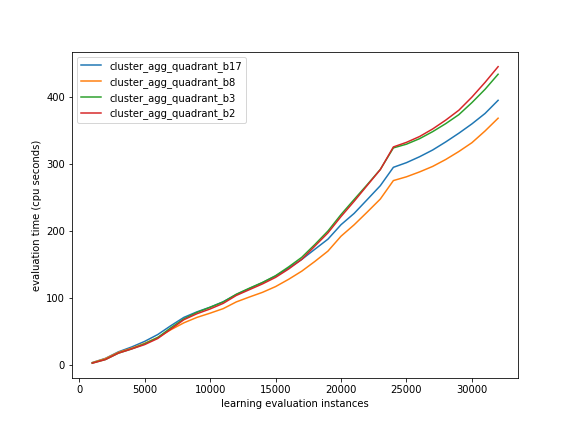 cluster_agg_quadrant_b17
cluster_agg_quadrant_b8
cluster_agg_quadrant_b3
cluster_agg_quadrant_b2
400
300
200
100
0
evaluation time (cpu seconds)
0 5000 10000 15000 20000 25000 30000
learning evaluation instances